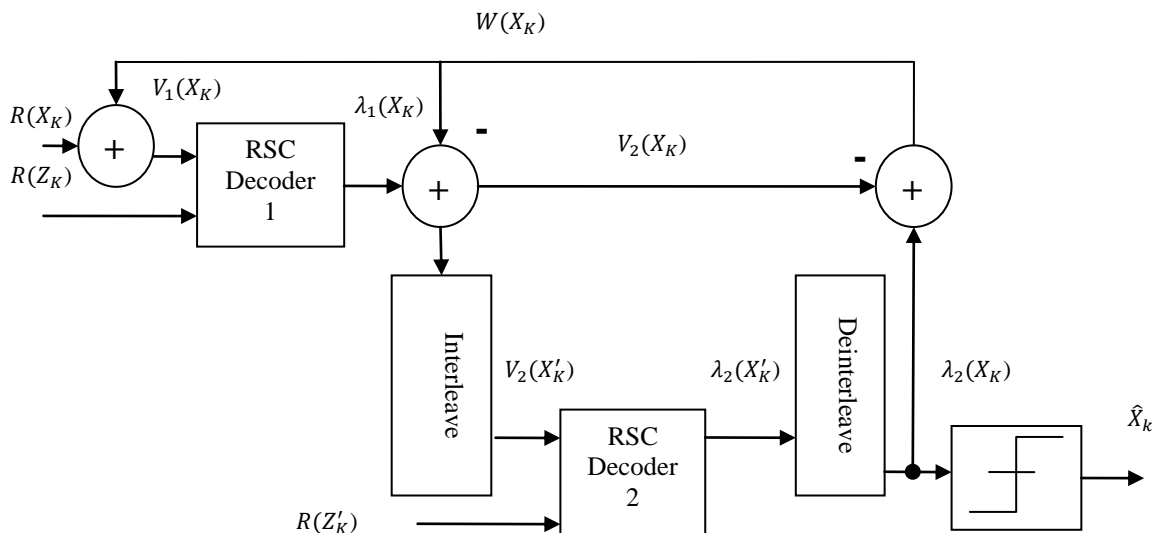 W(X_K)
V_1(X_K)
λ_1(X_K)
R(X_K)
-
+
RSC
Decoder
1
+
V_2(X_K)
-
+
R(Z_K)
Interleave
Deinterleave
V_2(X'_K)
λ_2(X'_K)
λ_2(X_K)
RSC
Decoder
2
X̂_k
R(Z'_K)